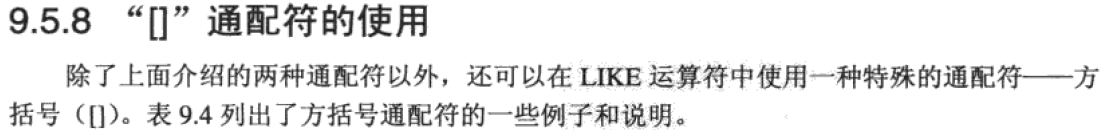 9.5.8 “[]”通配符的使用
除了上面介绍的两种通配符以外，还可以在 LIKE 运算符中使用一种特殊的通配符——方
括号（[]）。表 9.4 列出了方括号通配符的一些例子和说明。